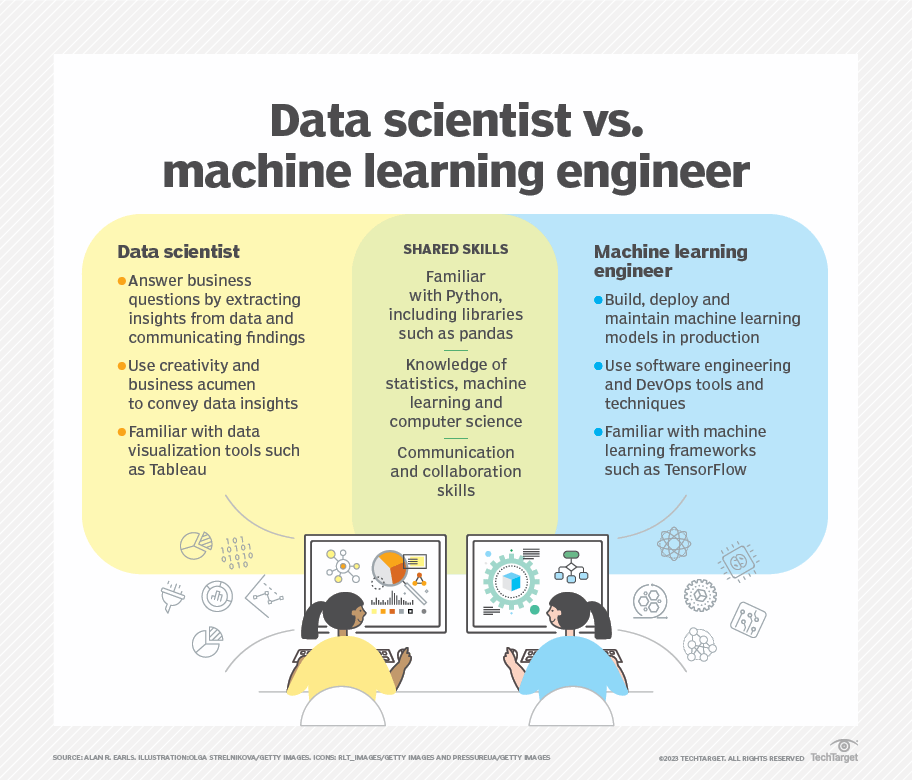 Data scientist vs.
machine learning engineer
Data scientist
Answer business
questions by extracting
insights from data and
communicating findings
Use creativity and
business acumen
to convey data insights
Familiar with data
visualization tools such
as Tableau
SHARED SKILLS
Familiar
with Python,
including libraries
such as pandas
Knowledge of
statistics, machine
learning and
computer science
Communication
and collaboration
skills
Machine learning
engineer
Build, deploy and
maintain machine learning
models in production
Use software engineering
and DevOps tools and
techniques
Familiar with machine
learning frameworks
such as TensorFlow
SOURCE: ALAN R. EARLS. ILLUSTRATION:OLGA STRELNIKOVA/GETTY IMAGES. ICONS: RLT_IMAGES/GETTY IMAGES AND PRESSUREUA/GETTY IMAGES
©2023 TECHTARGET. ALL RIGHTS RESERVED
TechTarget